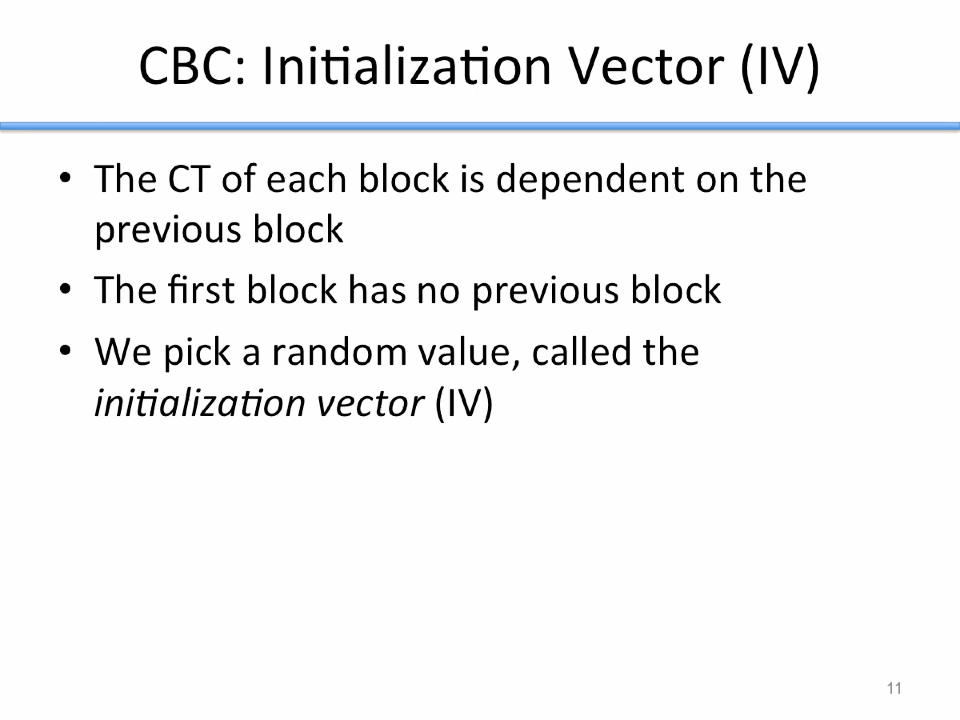 CBC: Initialization Vector (IV)
• The CT of each block is dependent on the
previous block
• The first block has no previous block
• We pick a random value, called the
initialization vector (IV)
11